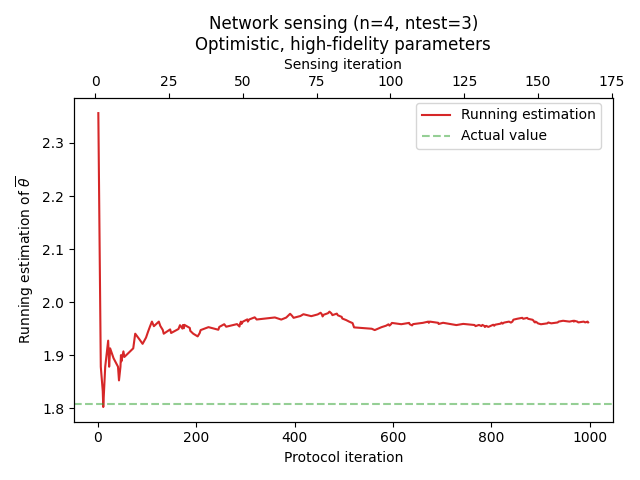 Network sensing (n=4, ntest=3)
Optimistic, high-fidelity parameters
Sensing iteration
0 25 50 75 100 125 150 175
Running estimation
Actual value
Running estimation of θ̅
2.3
2.2
2.1
2.0
1.9
1.8
0 200 400 600 800 1000
Protocol iteration